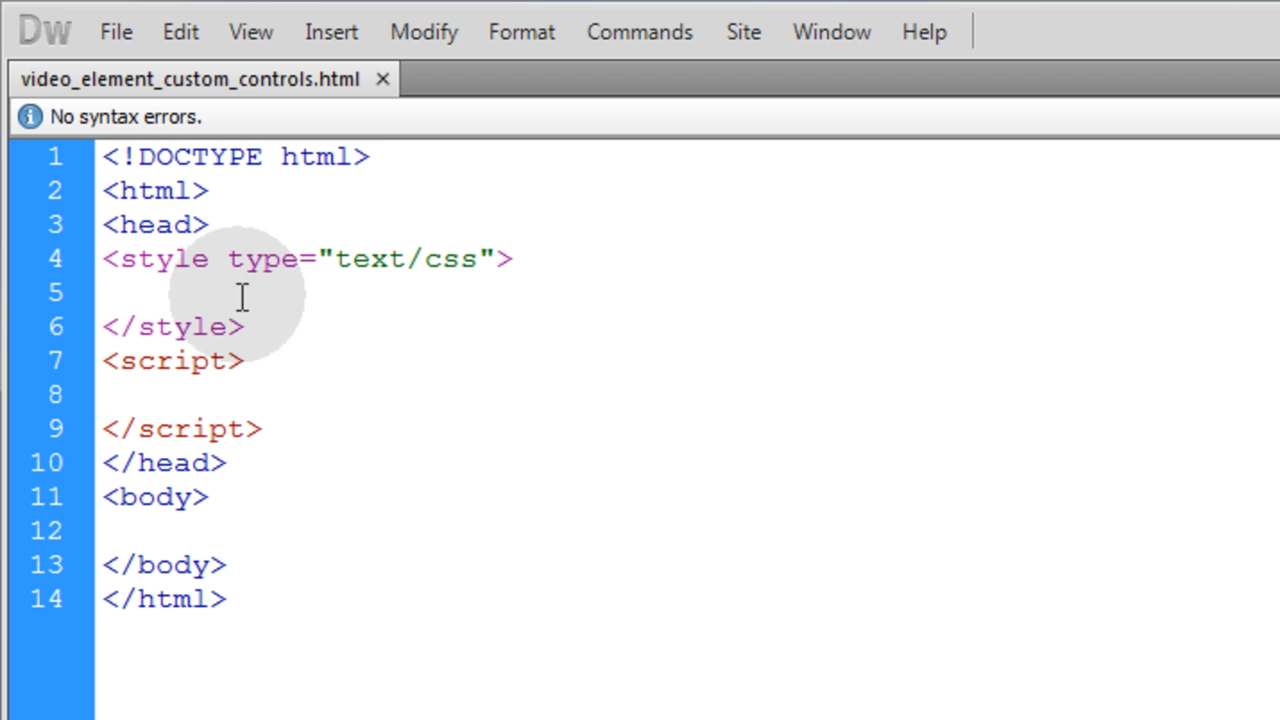 Dw File Edit View Insert Modify Format Commands Site Window Help
video_element_custom_controls.html ×
No syntax errors.
1 <!DOCTYPE html>
2 <html>
3 <head>
4 <style type="text/css">
5
6 </style>
7 <script>
8
9 </script>
10 </head>
11 <body>
12
13 </body>
14 </html>